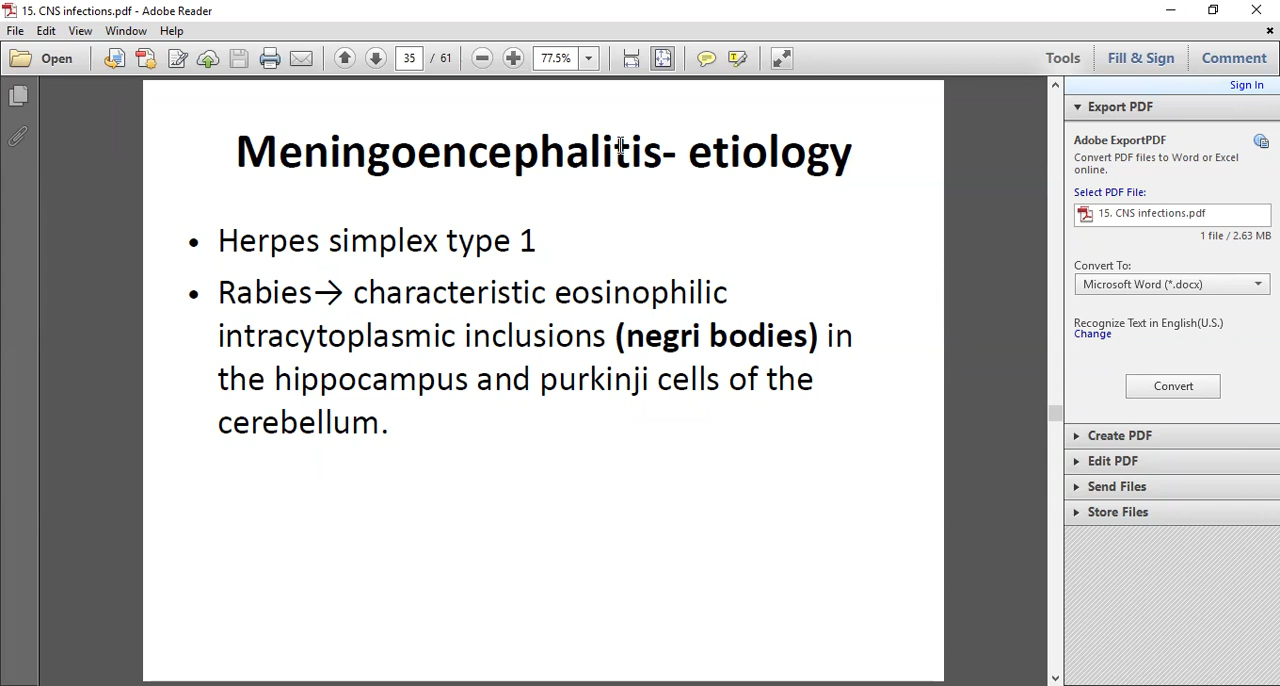 15. CNS infections.pdf - Adobe Reader
File Edit View Window Help
Open 35 / 61 77.5% Tools Fill & Sign Comment
Sign In
Export PDF
Adobe ExportPDF
Convert PDF files to Word or Excel
online.
Select PDF File:
15. CNS infections.pdf
1 file / 2.63 MB
Convert To:
Microsoft Word (*.docx)
Recognize Text in English(U.S.)
Change
Convert
Create PDF
Edit PDF
Send Files
Store Files
Meningoencephalitis- etiology
• Herpes simplex type 1
• Rabies→ characteristic eosinophilic
intracytoplasmic inclusions (negri bodies) in
the hippocampus and purkinji cells of the
cerebellum.